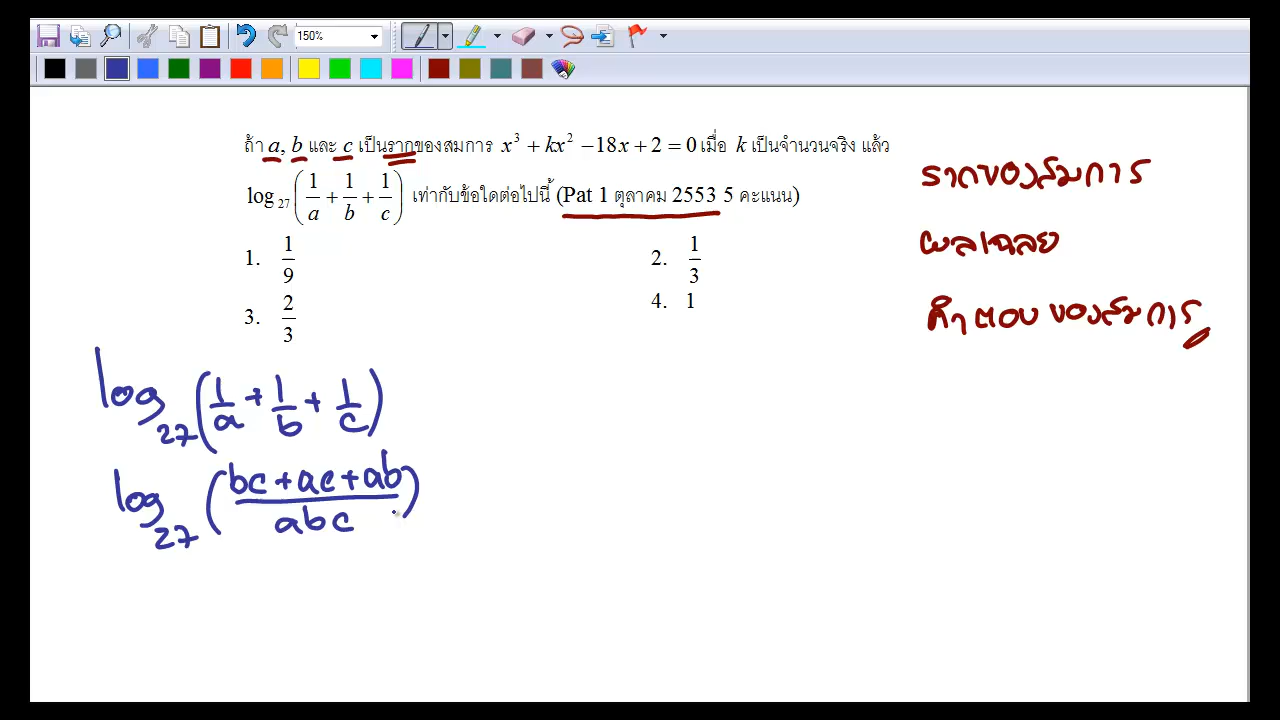 150%
ถ้า a, b และ c เป็นรากของสมการ x³ + kx² −18x + 2 = 0 เมื่อ k เป็นจำนวนจริง แล้ว
log₂₇(1/a + 1/b + 1/c) เท่ากับข้อใดต่อไปนี้ (Pat 1 ตุลาคม 2553 5 คะแนน)
1. 1/9 2. 1/3
3. 2/3 4. 1
รากของสมการ
ผลเฉลย
คำตอบของสมการ
log₂₇(1/a + 1/b + 1/c)
log₂₇((bc+ac+ab)/abc)